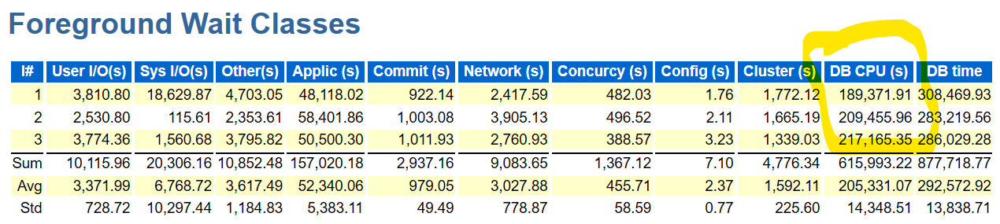 Foreground Wait Classes
I# User I/O(s) Sys I/O(s) Other(s) Applic (s) Commit (s) Network (s) Concurcy (s) Config (s) Cluster (s) DB CPU (s) DB time
1 3,810.80 18,629.87 4,703.05 48,118.02 922.14 2,417.59 482.03 1.76 1,772.12 189,371.91 308,469.93
2 2,530.80 115.61 2,353.61 58,401.86 1,003.08 3,905.13 496.52 2.11 1,665.19 209,455.96 283,219.56
3 3,774.36 1,560.68 3,795.82 50,500.30 1,011.93 2,760.93 388.57 3.23 1,339.03 217,165.35 286,029.28
Sum 10,115.96 20,306.16 10,852.48 157,020.18 2,937.16 9,083.65 1,367.12 7.10 4,776.34 615,993.22 877,718.77
Avg 3,371.99 6,768.72 3,617.49 52,340.06 979.05 3,027.88 455.71 2.37 1,592.11 205,331.07 292,572.92
Std 728.72 10,297.44 1,184.83 5,383.11 49.49 778.87 58.59 0.77 225.60 14,348.51 13,838.71